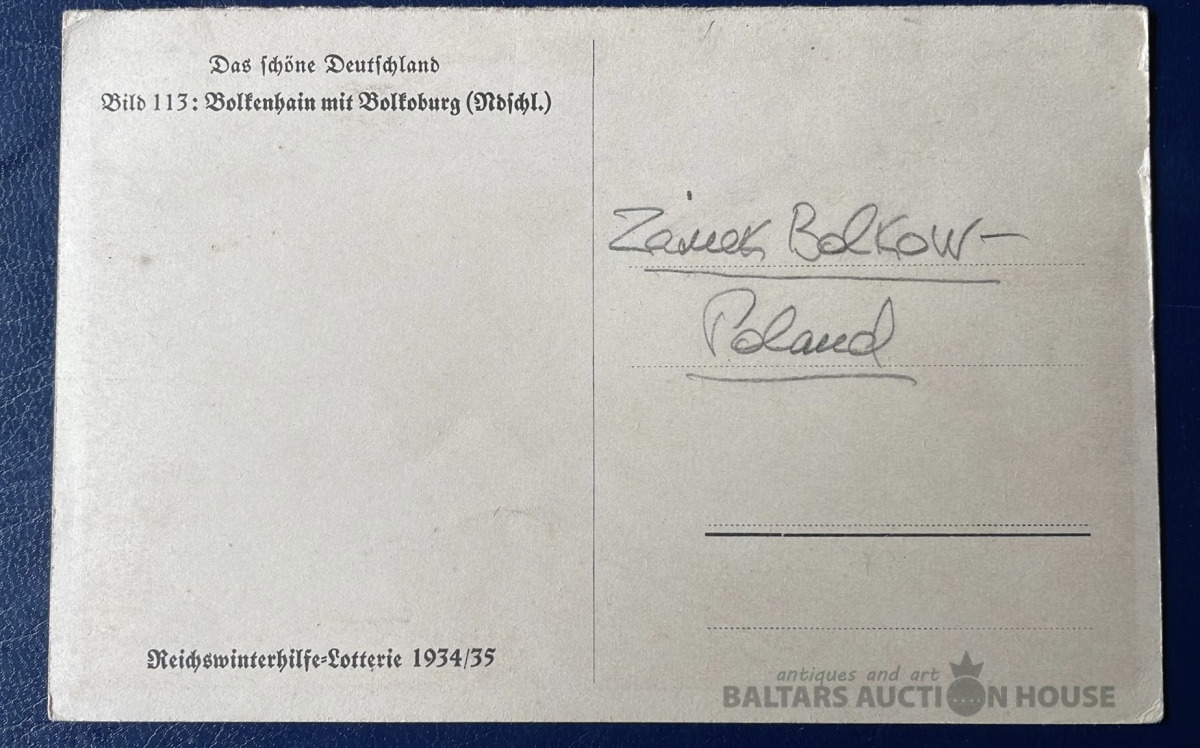 Das schöne Deutschland
Bild 113: Bolkenhain mit Bolkoburg (Ndschl.)
Zamek Bolkow -
Poland
Reichswinterhilfe-Lotterie 1934/35
antiques and art
BALTARS AUCTION HOUSE